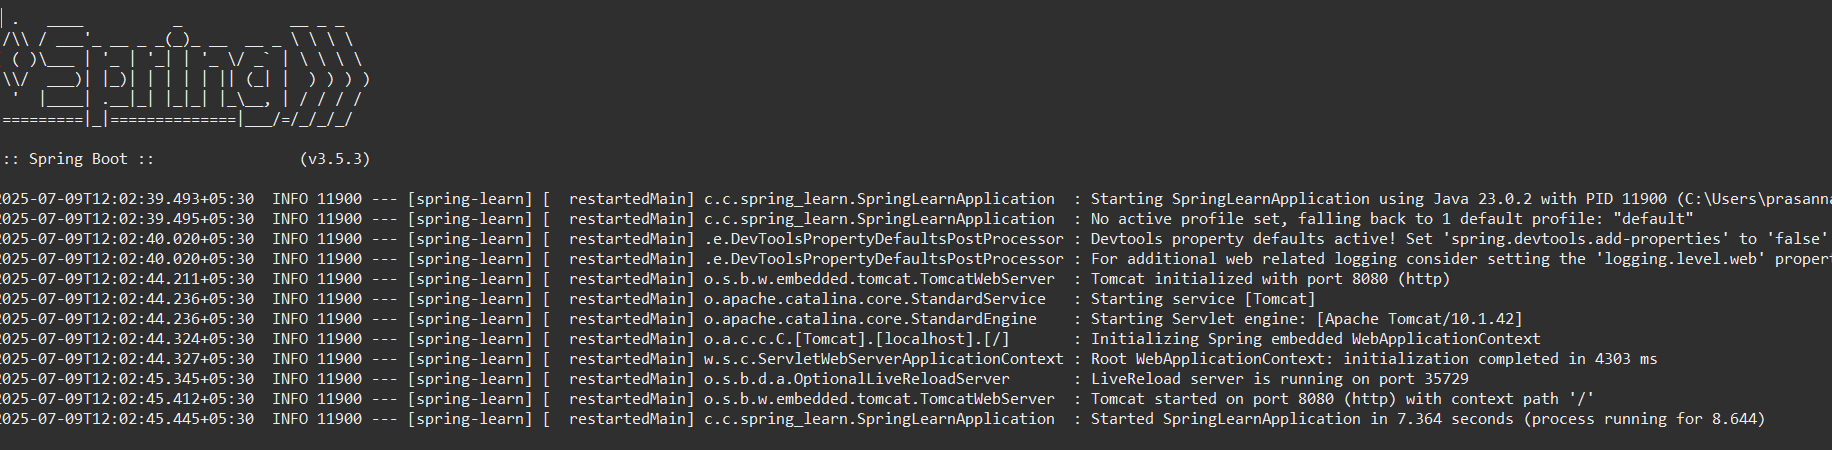 .   ____          _            __ _ _
/\\ / ___'_ __ _ _(_)_ __  __ _ \ \ \ \
( )\___ | '_ | '_| | '_ \/ _` | \ \ \ \
\\/  ___)| |_)| | | | | || (_| |  ) ) ) )
 '  |____| .__|_| |_|_| |_\__, | / / / /
=========|_|==============|___/=/_/_/_/
:: Spring Boot ::                (v3.5.3)
2025-07-09T12:02:39.493+05:30  INFO 11900 --- [spring-learn] [  restartedMain] c.c.spring_learn.SpringLearnApplication  : Starting SpringLearnApplication using Java 23.0.2 with PID 11900 (C:\Users\prasanna
2025-07-09T12:02:39.495+05:30  INFO 11900 --- [spring-learn] [  restartedMain] c.c.spring_learn.SpringLearnApplication  : No active profile set, falling back to 1 default profile: "default"
2025-07-09T12:02:40.020+05:30  INFO 11900 --- [spring-learn] [  restartedMain] .e.DevToolsPropertyDefaultsPostProcessor : Devtools property defaults active! Set 'spring.devtools.add-properties' to 'false'
2025-07-09T12:02:40.020+05:30  INFO 11900 --- [spring-learn] [  restartedMain] .e.DevToolsPropertyDefaultsPostProcessor : For additional web related logging consider setting the 'logging.level.web' proper
2025-07-09T12:02:44.211+05:30  INFO 11900 --- [spring-learn] [  restartedMain] o.s.b.w.embedded.tomcat.TomcatWebServer  : Tomcat initialized with port 8080 (http)
2025-07-09T12:02:44.236+05:30  INFO 11900 --- [spring-learn] [  restartedMain] o.apache.catalina.core.StandardService   : Starting service [Tomcat]
2025-07-09T12:02:44.236+05:30  INFO 11900 --- [spring-learn] [  restartedMain] o.apache.catalina.core.StandardEngine    : Starting Servlet engine: [Apache Tomcat/10.1.42]
2025-07-09T12:02:44.324+05:30  INFO 11900 --- [spring-learn] [  restartedMain] o.a.c.c.C.[Tomcat].[localhost].[/]       : Initializing Spring embedded WebApplicationContext
2025-07-09T12:02:44.327+05:30  INFO 11900 --- [spring-learn] [  restartedMain] w.s.c.ServletWebServerApplicationContext : Root WebApplicationContext: initialization completed in 4303 ms
2025-07-09T12:02:45.345+05:30  INFO 11900 --- [spring-learn] [  restartedMain] o.s.b.d.a.OptionalLiveReloadServer       : LiveReload server is running on port 35729
2025-07-09T12:02:45.412+05:30  INFO 11900 --- [spring-learn] [  restartedMain] o.s.b.w.embedded.tomcat.TomcatWebServer  : Tomcat started on port 8080 (http) with context path '/'
2025-07-09T12:02:45.445+05:30  INFO 11900 --- [spring-learn] [  restartedMain] c.c.spring_learn.SpringLearnApplication  : Started SpringLearnApplication in 7.364 seconds (process running for 8.644)